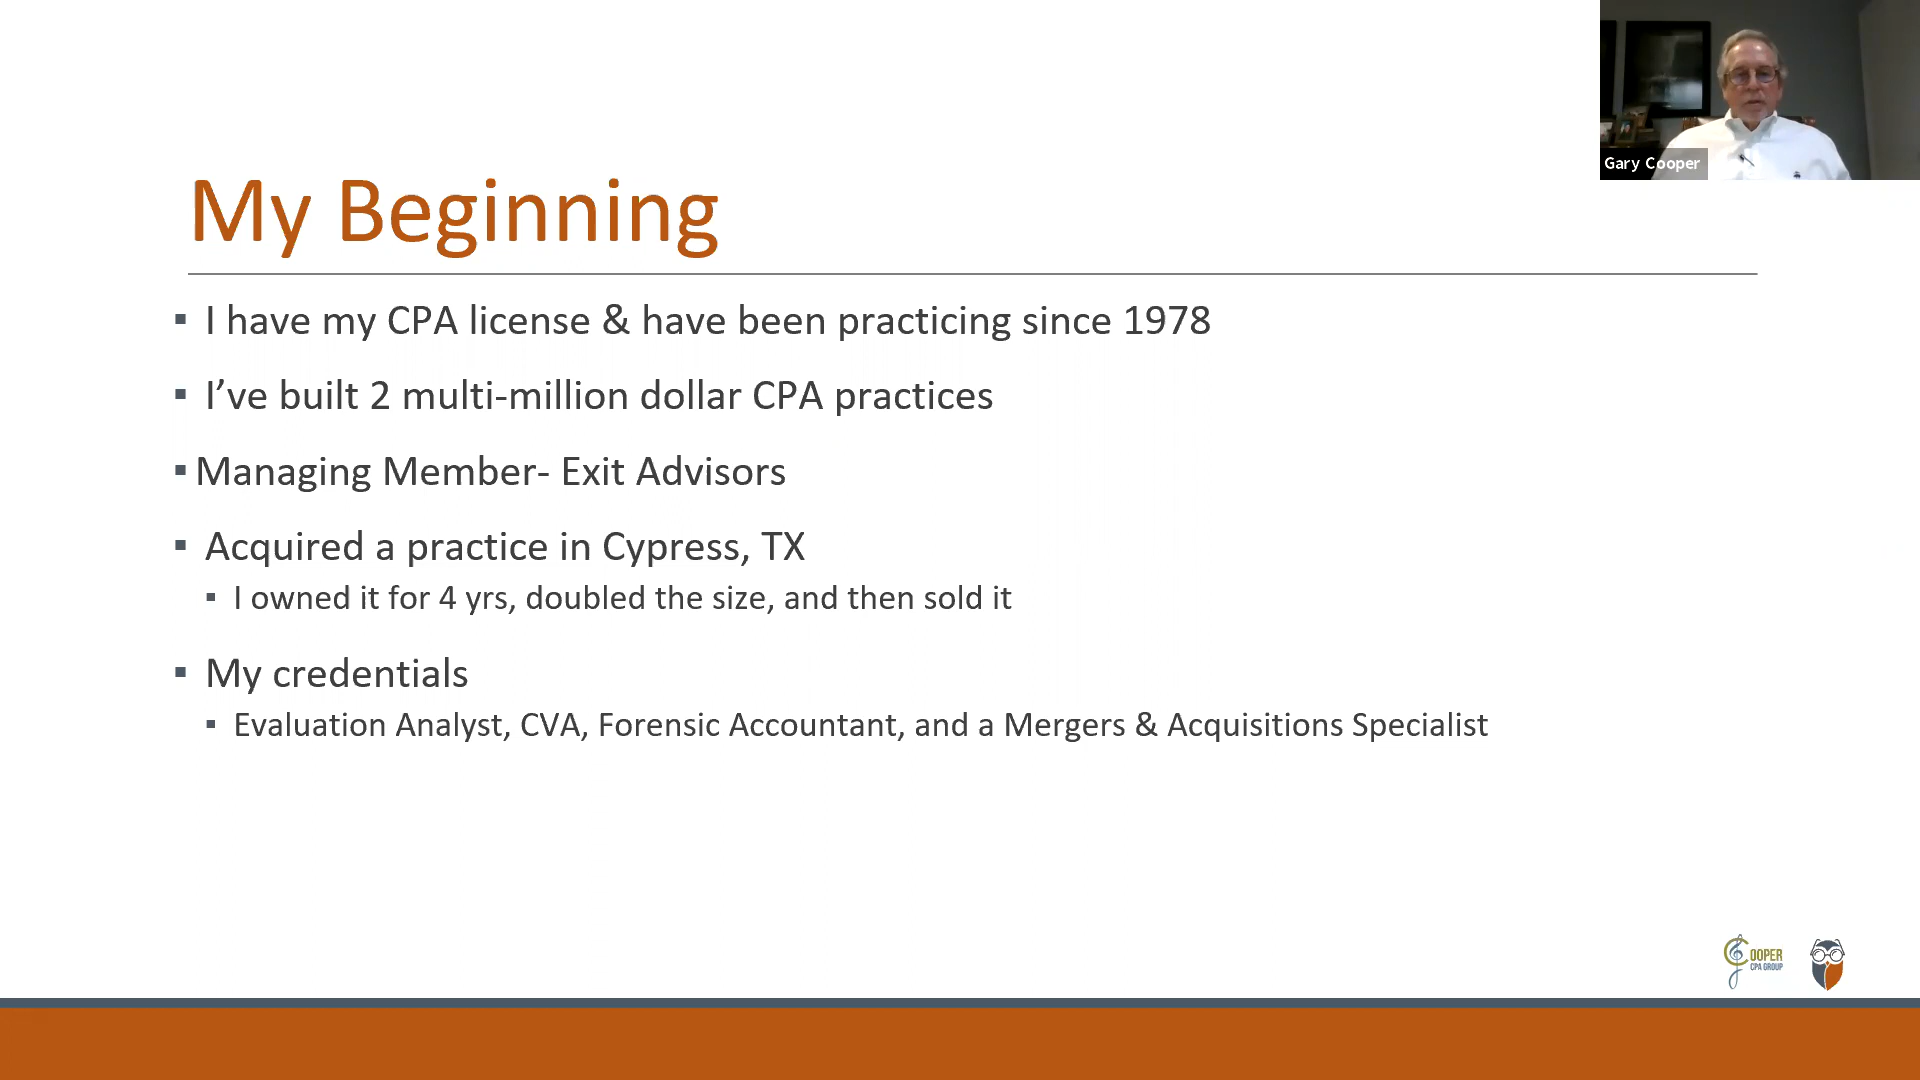 Gary Cooper
My Beginning
▪ I have my CPA license & have been practicing since 1978
▪ I’ve built 2 multi-million dollar CPA practices
▪ Managing Member- Exit Advisors
▪ Acquired a practice in Cypress, TX
▪ I owned it for 4 yrs, doubled the size, and then sold it
▪ My credentials
▪ Evaluation Analyst, CVA, Forensic Accountant, and a Mergers & Acquisitions Specialist
COOPER
CPA GROUP